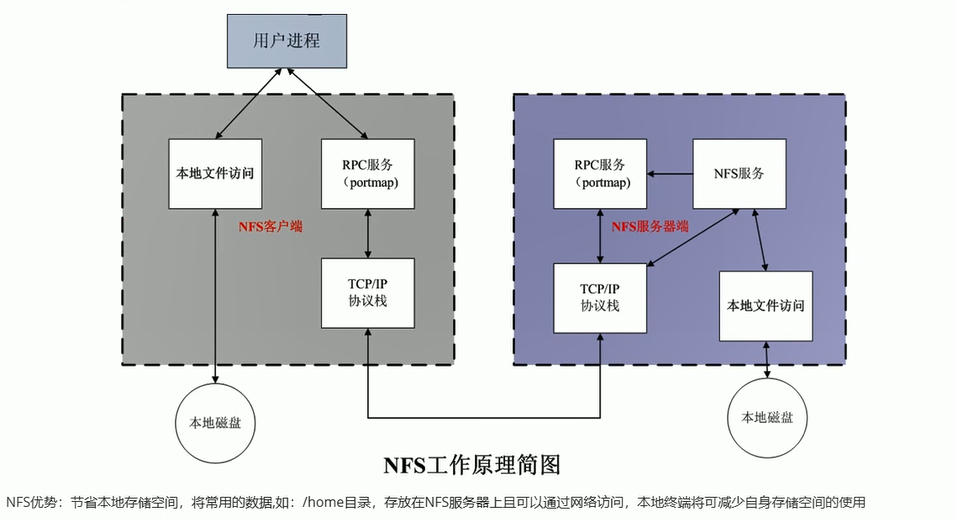 用户进程
本地文件访问
RPC服务
（portmap)
NFS客户端
TCP/IP
协议栈
本地磁盘
RPC服务
（portmap)
NFS服务
NFS服务器端
TCP/IP
协议栈
本地文件访问
本地磁盘
NFS工作原理简图
NFS优势：节省本地存储空间，将常用的数据,如：/home目录，存放在NFS服务器上且可以通过网络访问，本地终端将可减少自身存储空间的使用